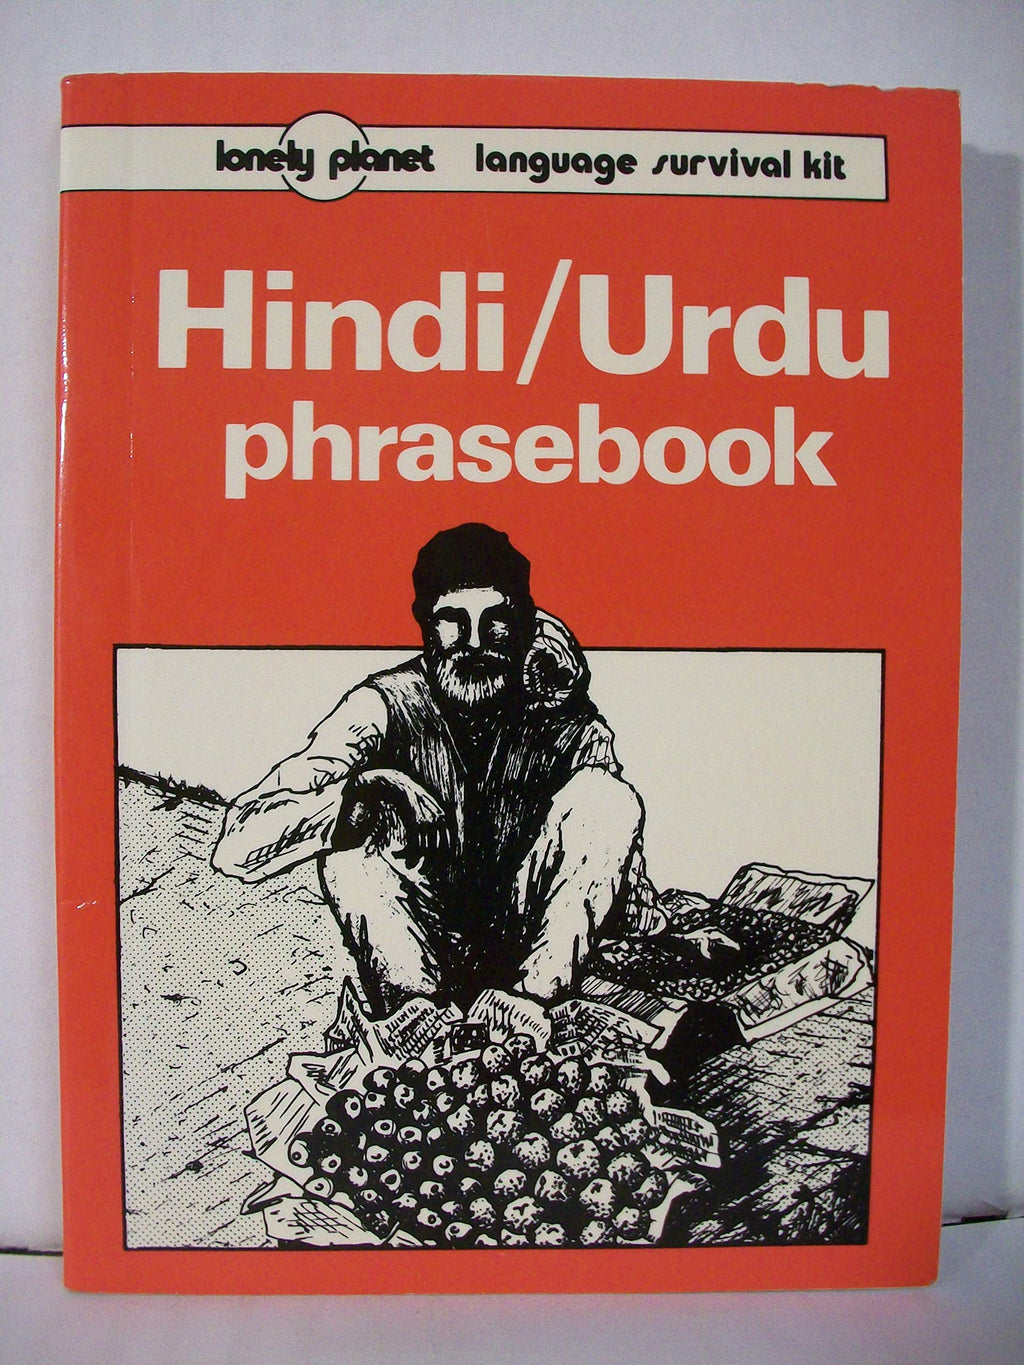 lonely planet language survival kit
Hindi/Urdu
phrasebook